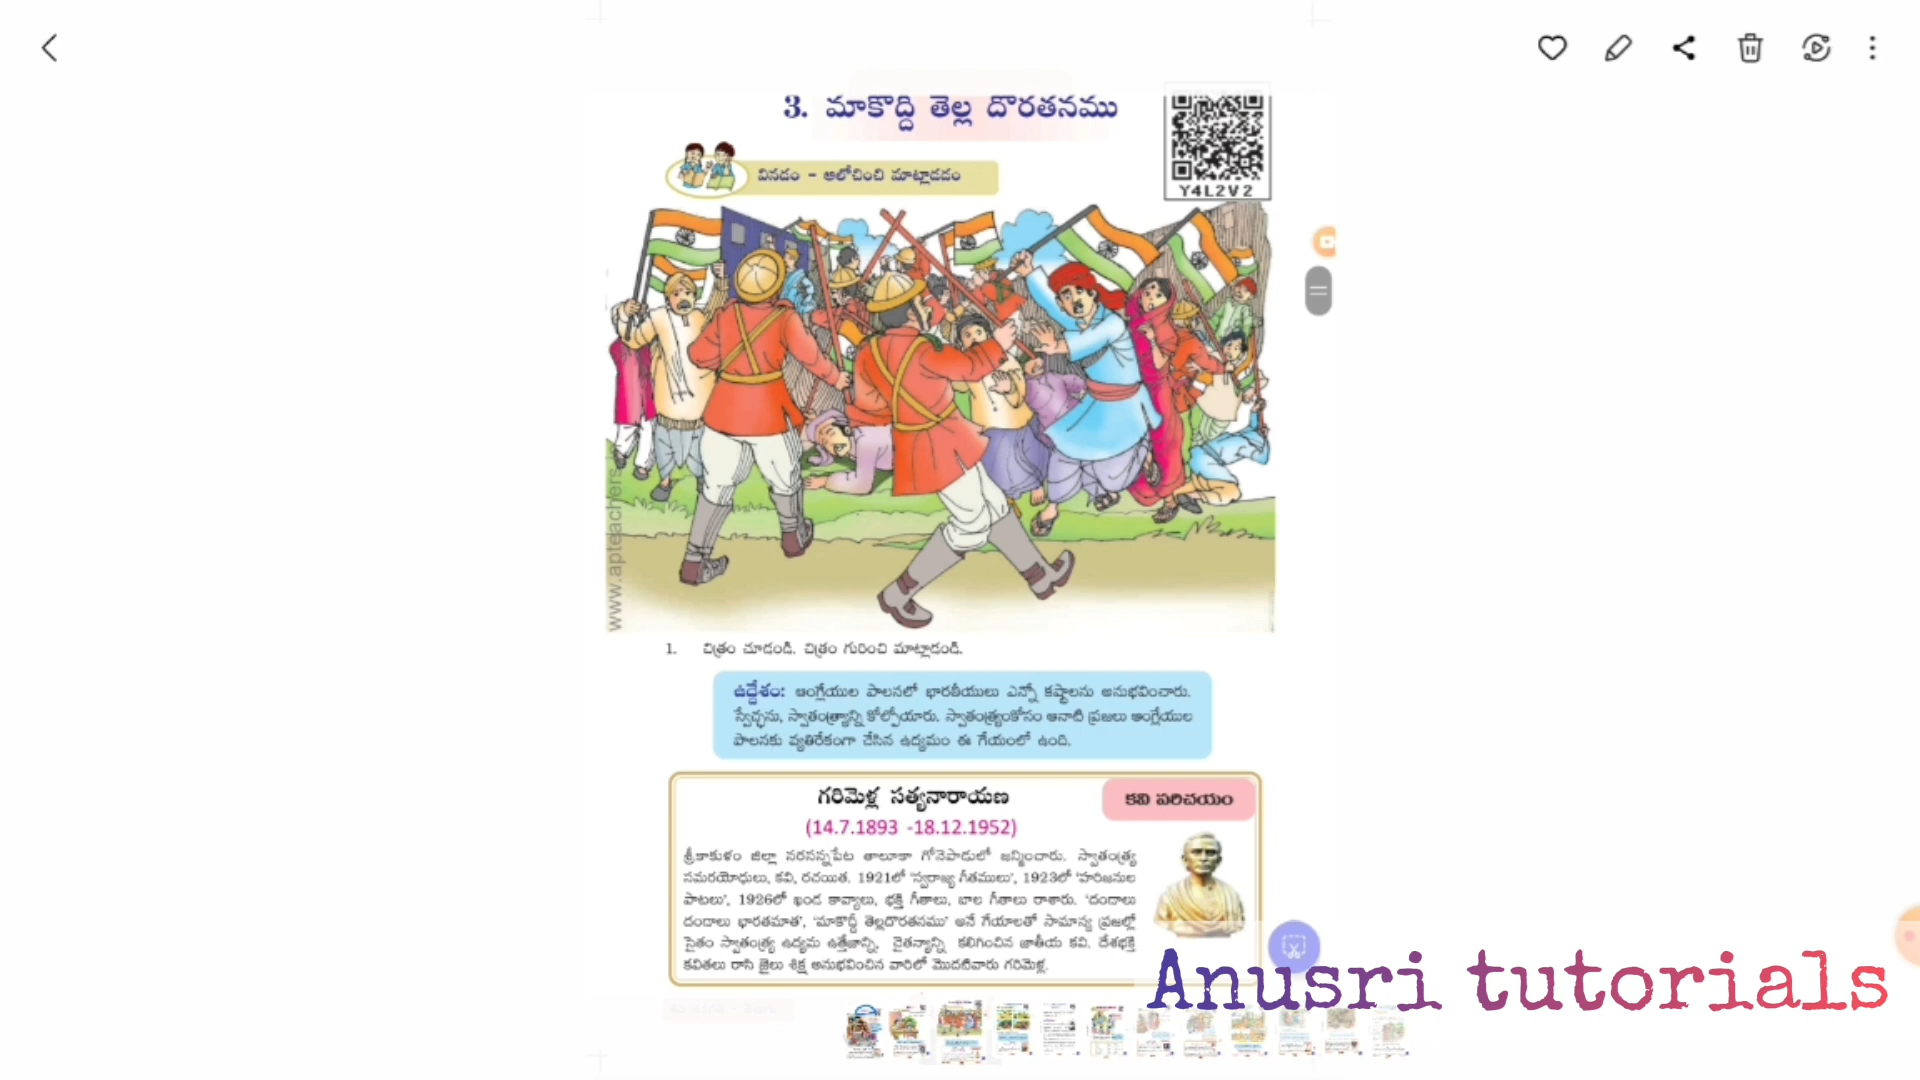 3. మాకొద్ది తెల్ల దొరతనము
Y4L2V2
వినడం - ఆలోచించి మాట్లాడడం
www.apteachers
1. చిత్రం చూడండి. చిత్రం గురించి మాట్లాడండి.
ఉద్దేశం: ఆంగ్లేయుల పాలనలో భారతీయులు ఎన్నో కష్టాలను అనుభవించారు.
స్వేచ్ఛను, స్వాతంత్ర్యాన్ని కోల్పోయారు. స్వాతంత్ర్యంకోసం ఆనాటి ప్రజలు ఆంగ్లేయుల
పాలనకు వ్యతిరేకంగా చేసిన ఉద్యమం ఈ గేయంలో ఉంది.
గరిమెళ్ల సత్యనారాయణ
కవి పరిచయం
(14.7.1893 -18.12.1952)
శ్రీకాకుళం జిల్లా నరసన్నపేట తాలూకా గోనెపాడులో జన్మించారు. స్వాతంత్ర్య
సమరయోధులు, కవి, రచయిత. 1921లో 'స్వరాజ్య గీతములు', 1923లో 'హరిజనుల
పాటలు', 1926లో ఖండ కావ్యాలు, భక్తి గీతాలు, బాల గీతాలు రాశారు. 'దండాలు
దండాలు భారతమాత', 'మాకొద్దీ తెల్లదొరతనము' అనే గేయాలతో సామాన్య ప్రజల్లో
సైతం స్వాతంత్ర్య ఉద్యమ ఉత్తేజాన్ని, చైతన్యాన్ని కలిగించిన జాతీయ కవి. దేశభక్తి
కవితలు రాసి జైలు శిక్ష అనుభవించిన వారిలో మొదటివారు గరిమెళ్ల.
Anusri tutorials